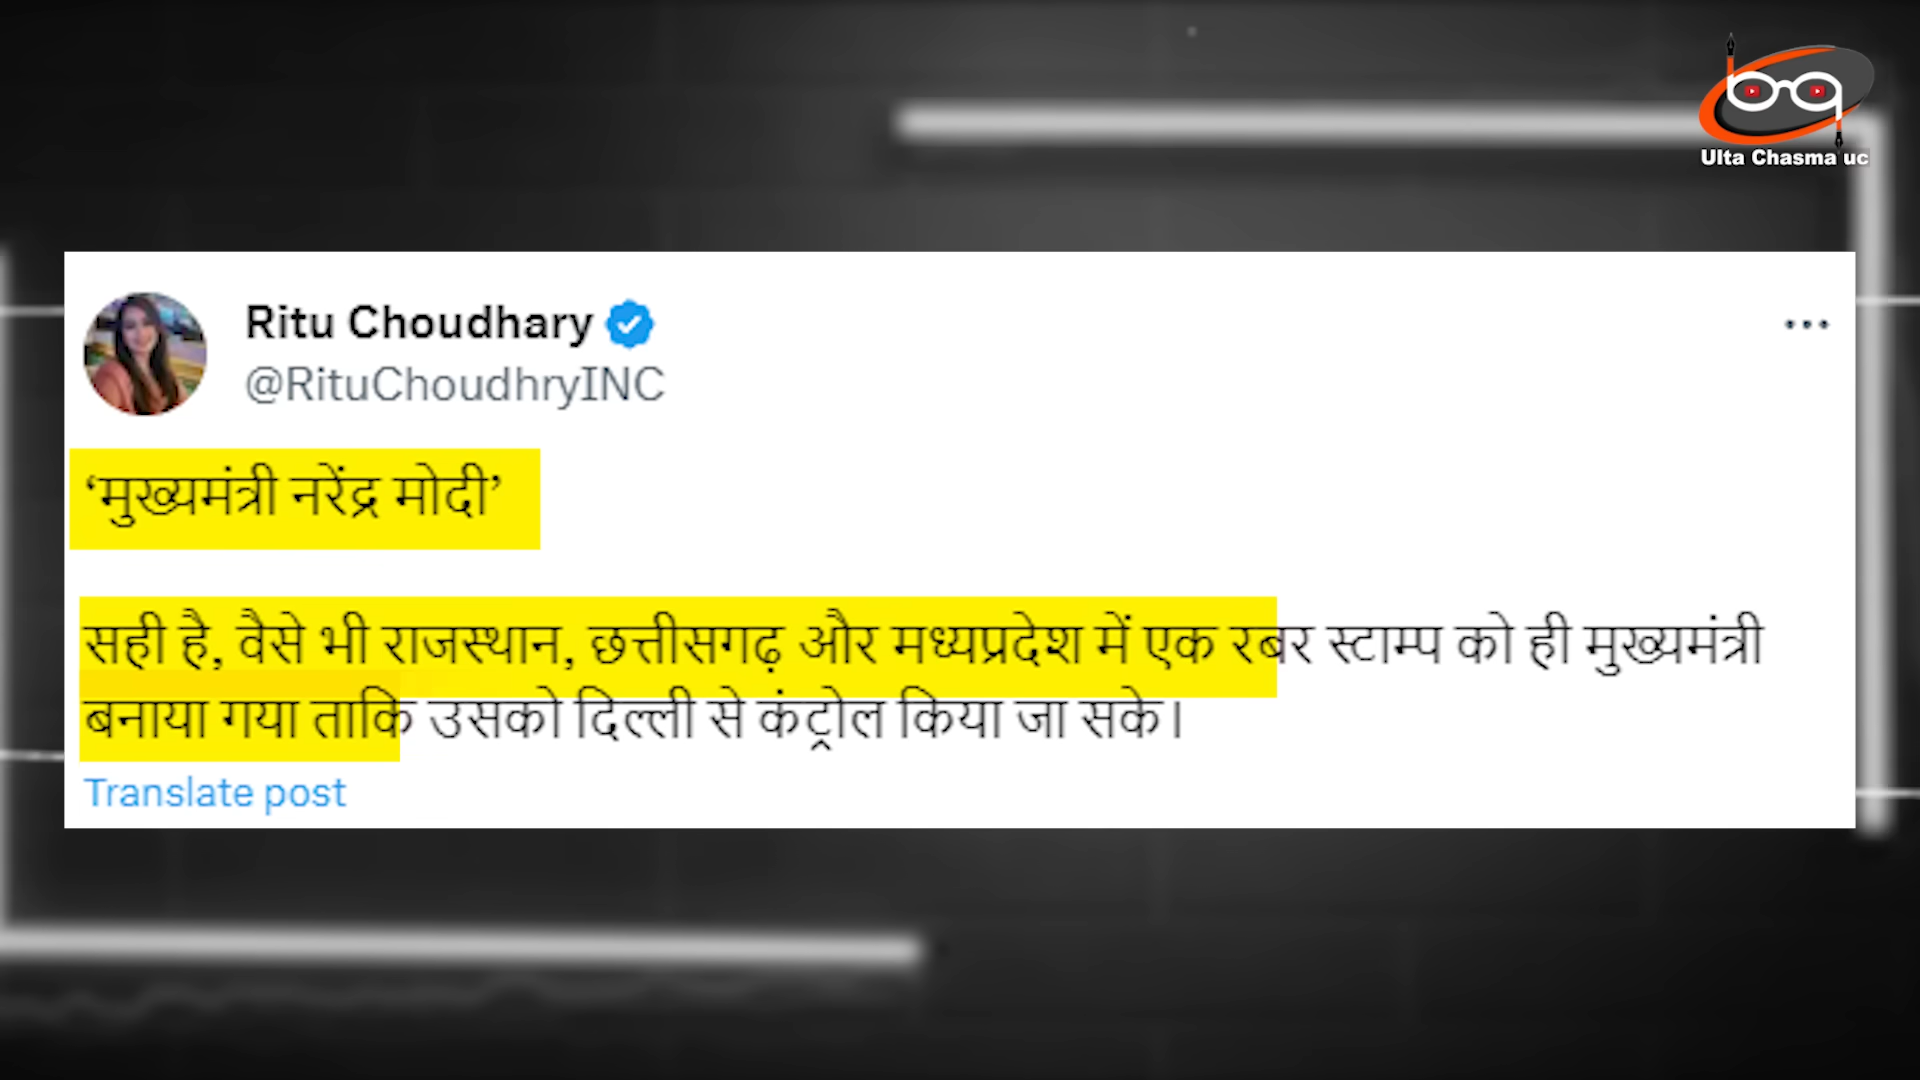 Ulta Chasma uc
Ritu Choudhary
@RituChoudhryINC
‘मुख्यमंत्री नरेंद्र मोदी’
सही है, वैसे भी राजस्थान, छत्तीसगढ़ और मध्यप्रदेश में एक रबर स्टाम्प को ही मुख्यमंत्री
बनाया गया ताकि उसको दिल्ली से कंट्रोल किया जा सके।
Translate post